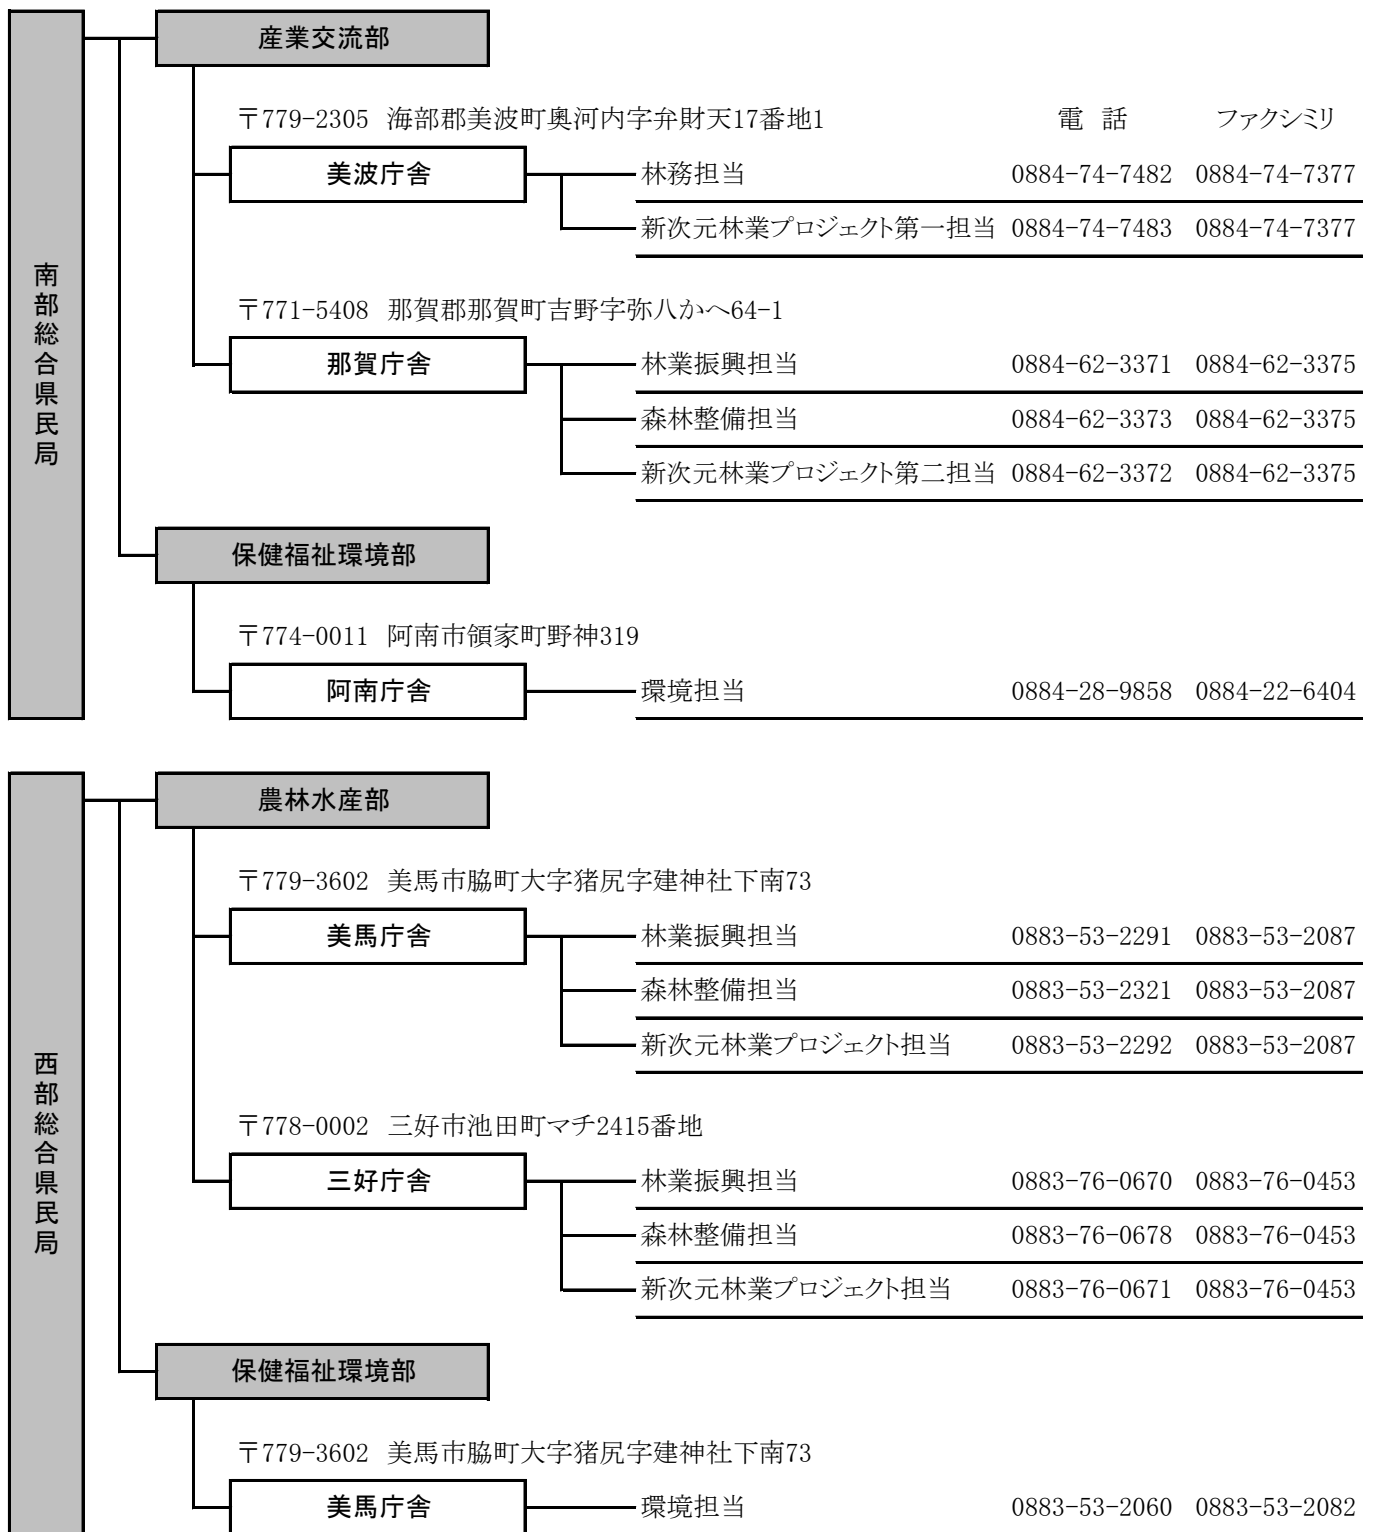 南部総合県民局
産業交流部
〒779-2305 海部郡美波町奥河内字弁財天17番地1 電 話 ファクシミリ
美波庁舎 林務担当 0884-74-7482 0884-74-7377
新次元林業プロジェクト第一担当 0884-74-7483 0884-74-7377
〒771-5408 那賀郡那賀町吉野字弥八かへ64-1
那賀庁舎 林業振興担当 0884-62-3371 0884-62-3375
森林整備担当 0884-62-3373 0884-62-3375
新次元林業プロジェクト第二担当 0884-62-3372 0884-62-3375
保健福祉環境部
〒774-0011 阿南市領家町野神319
阿南庁舎 環境担当 0884-28-9858 0884-22-6404
西部総合県民局
農林水産部
〒779-3602 美馬市脇町大字猪尻字建神社下南73
美馬庁舎 林業振興担当 0883-53-2291 0883-53-2087
森林整備担当 0883-53-2321 0883-53-2087
新次元林業プロジェクト担当 0883-53-2292 0883-53-2087
〒778-0002 三好市池田町マチ2415番地
三好庁舎 林業振興担当 0883-76-0670 0883-76-0453
森林整備担当 0883-76-0678 0883-76-0453
新次元林業プロジェクト担当 0883-76-0671 0883-76-0453
保健福祉環境部
〒779-3602 美馬市脇町大字猪尻字建神社下南73
美馬庁舎 環境担当 0883-53-2060 0883-53-2082